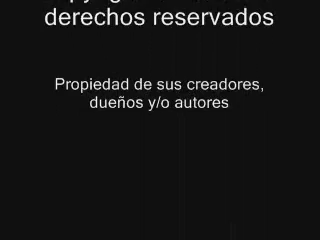 derechos reservados
Propiedad de sus creadores,
dueños y/o autores